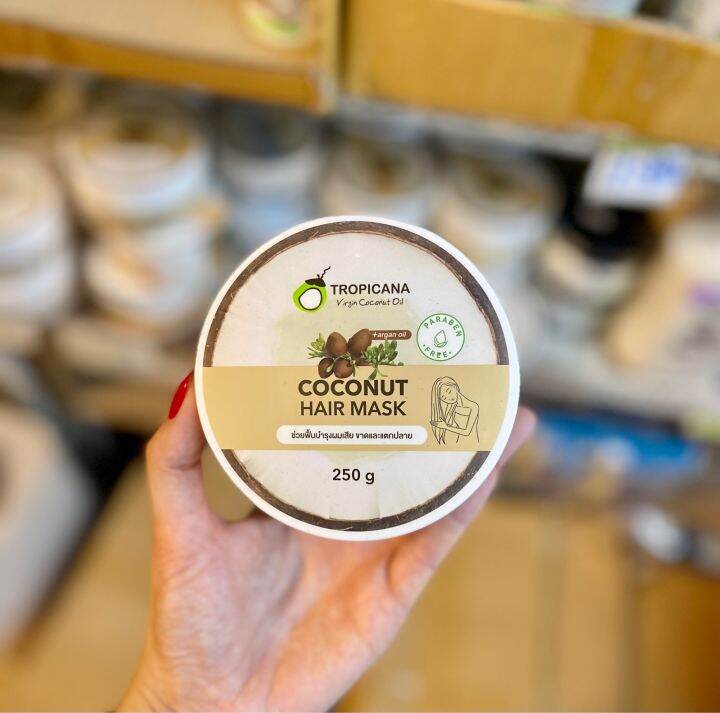 TROPICANA
Virgin Coconut Oil
+argan oil
PARABEN
FREE
COCONUT
HAIR MASK
ช่วยฟื้นบำรุงผมเสีย ขาดและแตกปลาย
250 g